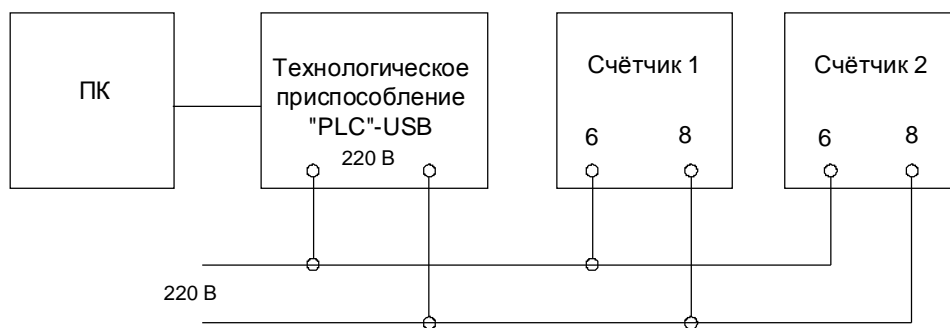 ПК
Технологическое
приспособление
"PLC"-USB
220 В
Счётчик 1
6 8
Счётчик 2
6 8
220 В